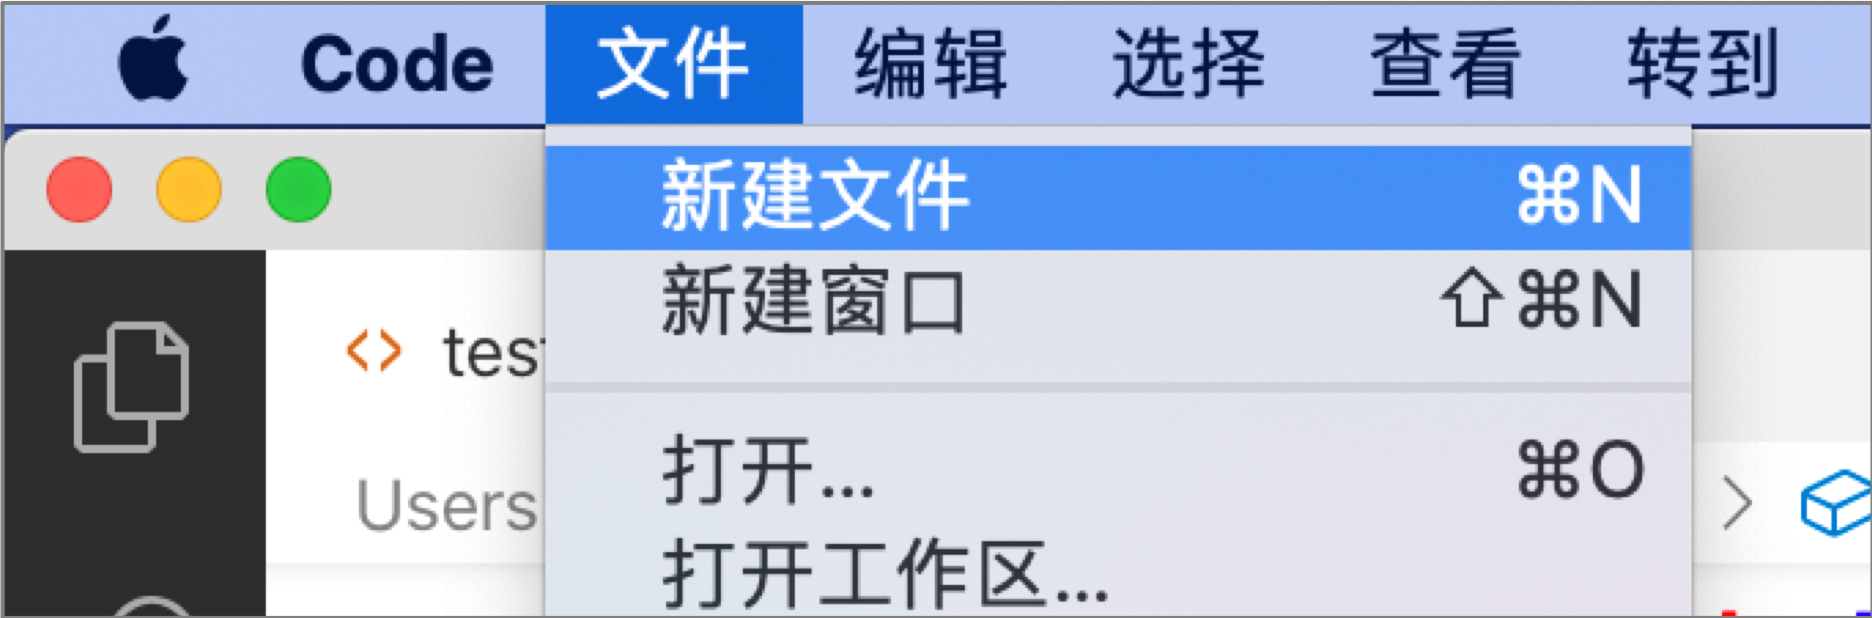 Code 文件 编辑 选择 查看 转到
新建文件 ⌘N
新建窗口 ⇧⌘N
打开... ⌘O
打开工作区...
Users